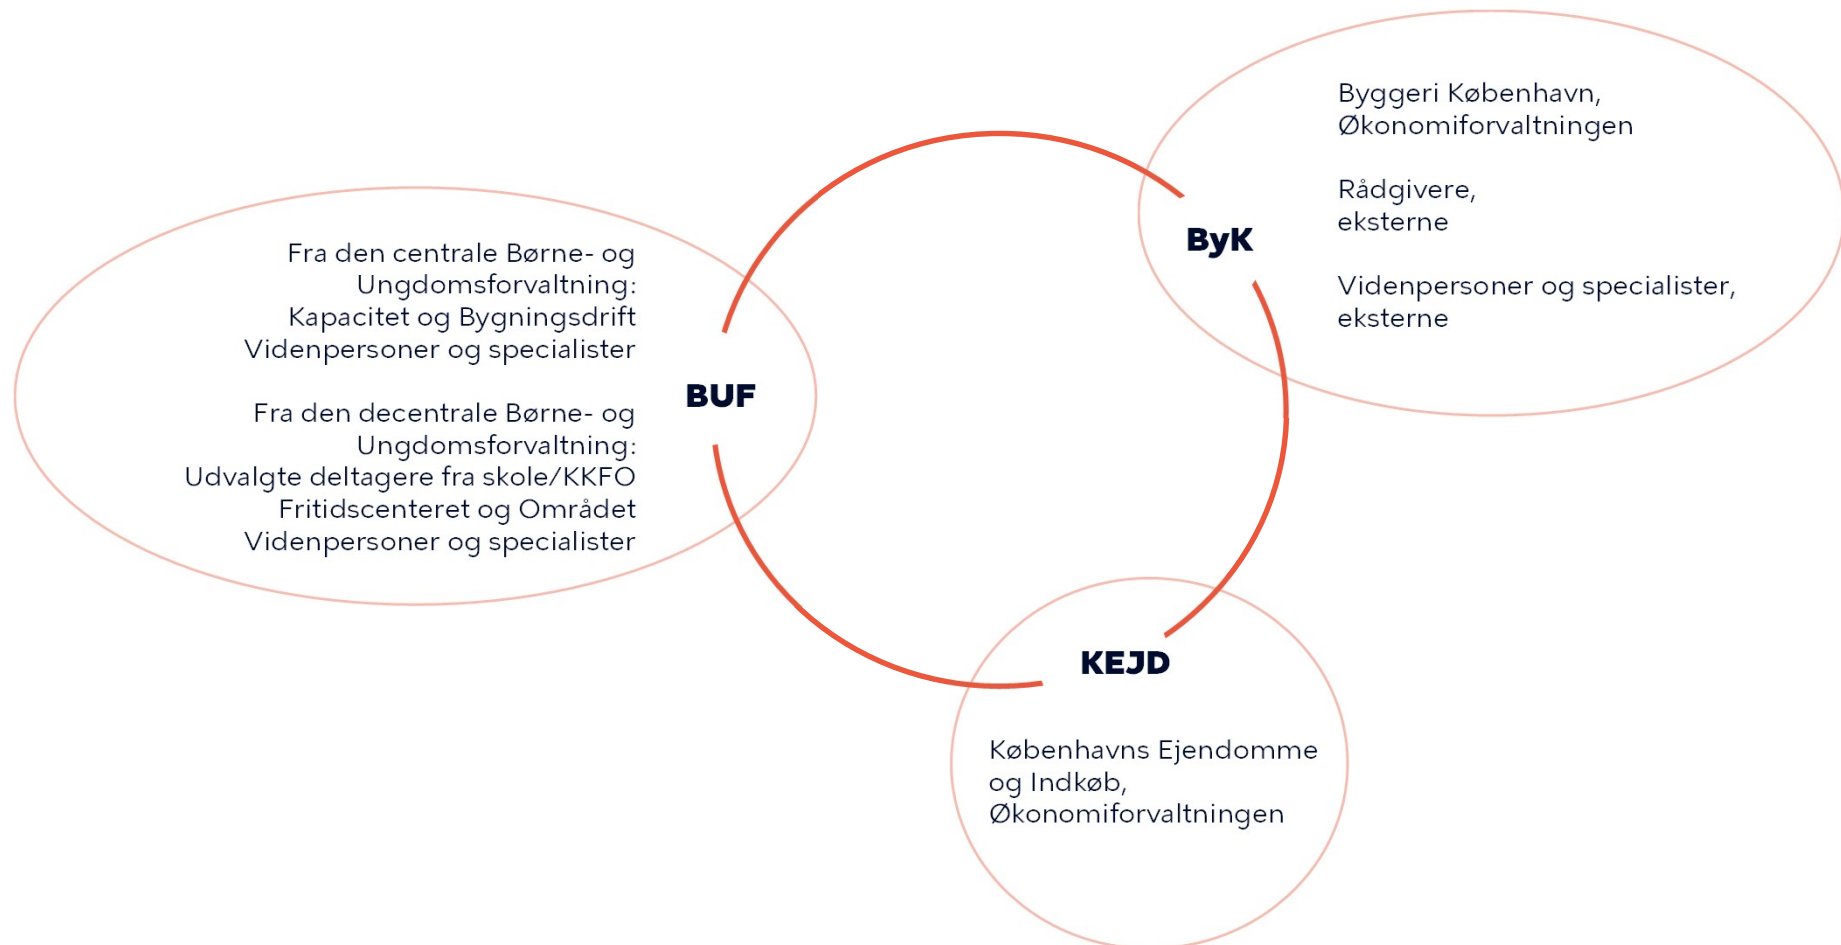 Fra den centrale Børne- og
Ungdomsforvaltning:
Kapacitet og Bygningsdrift
Videnpersoner og specialister
Fra den decentrale Børne- og
Ungdomsforvaltning:
Udvalgte deltagere fra skole/KKFO
Fritidscenteret og Området
Videnpersoner og specialister
BUF
ByK
Byggeri København,
Økonomiforvaltningen
Rådgivere,
eksterne
Videnpersoner og specialister,
eksterne
KEJD
Københavns Ejendomme
og Indkøb,
Økonomiforvaltningen